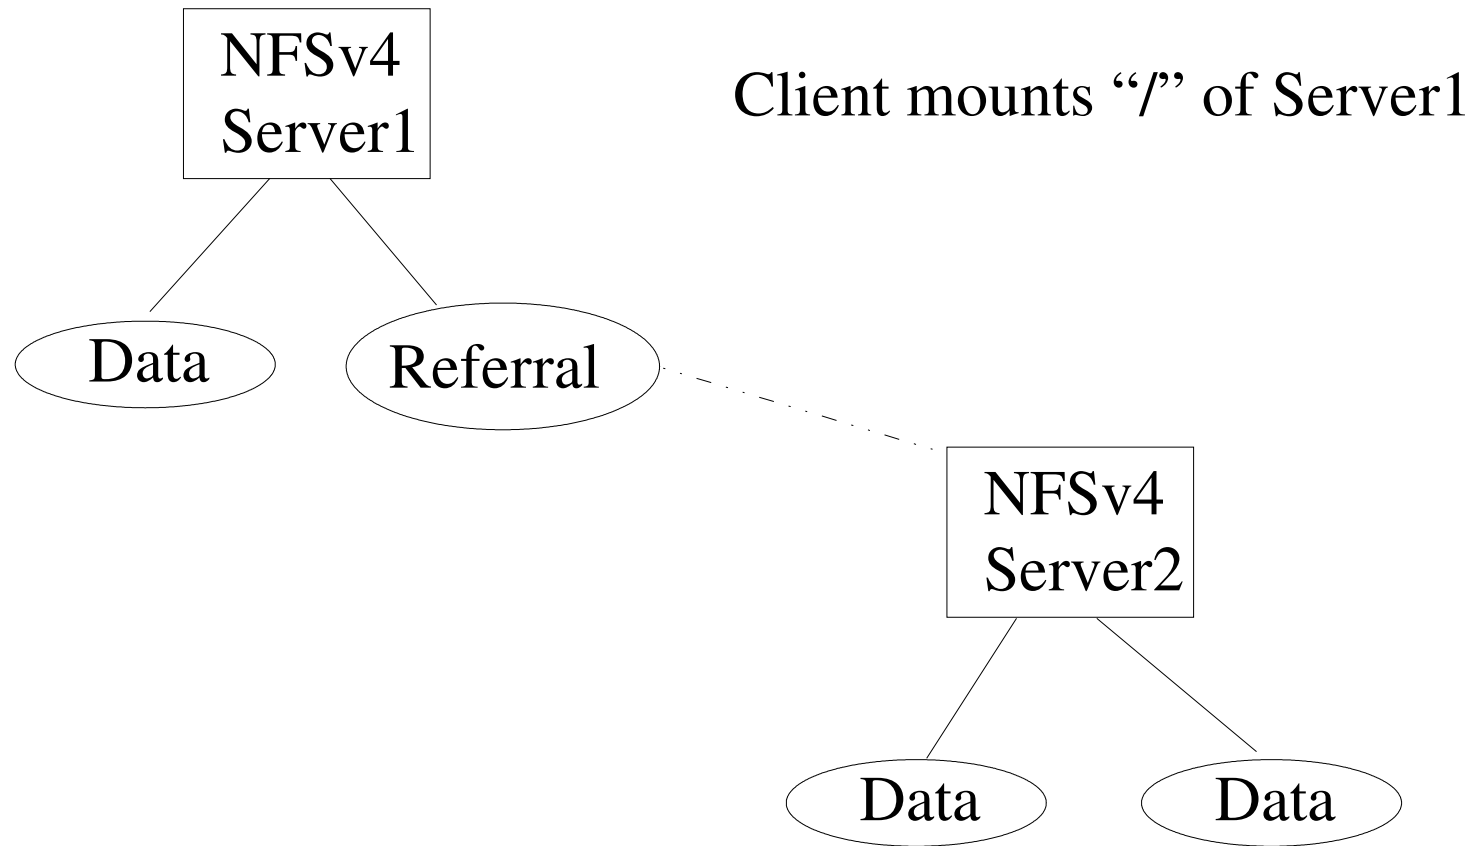 NFSv4
Server1
Client mounts “/” of Server1
Data
Referral
NFSv4
Server2
Data
Data